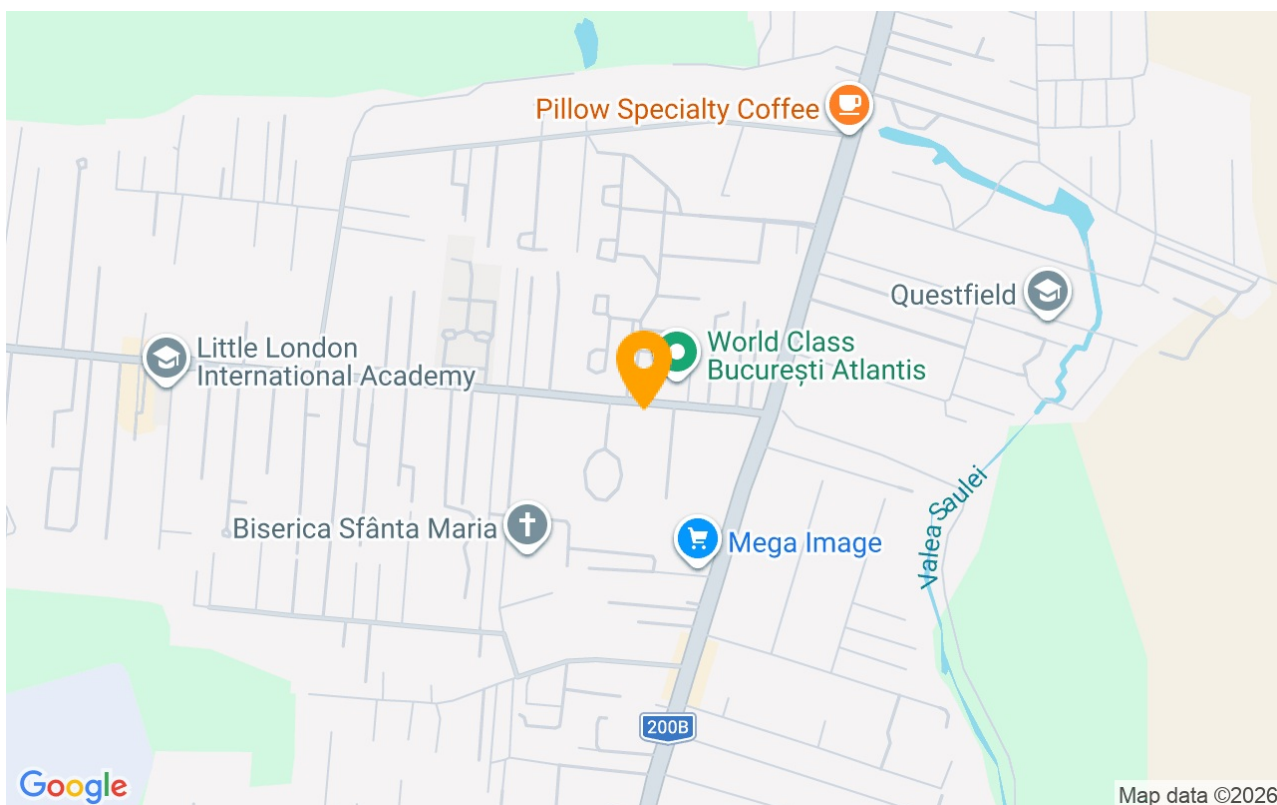 Pillow Specialty Coffee
Questfield
Little London
International Academy
World Class
București Atlantis
Biserica Sfânta Maria
Mega Image
Valea Saulei
200B
Google
Map data ©2026